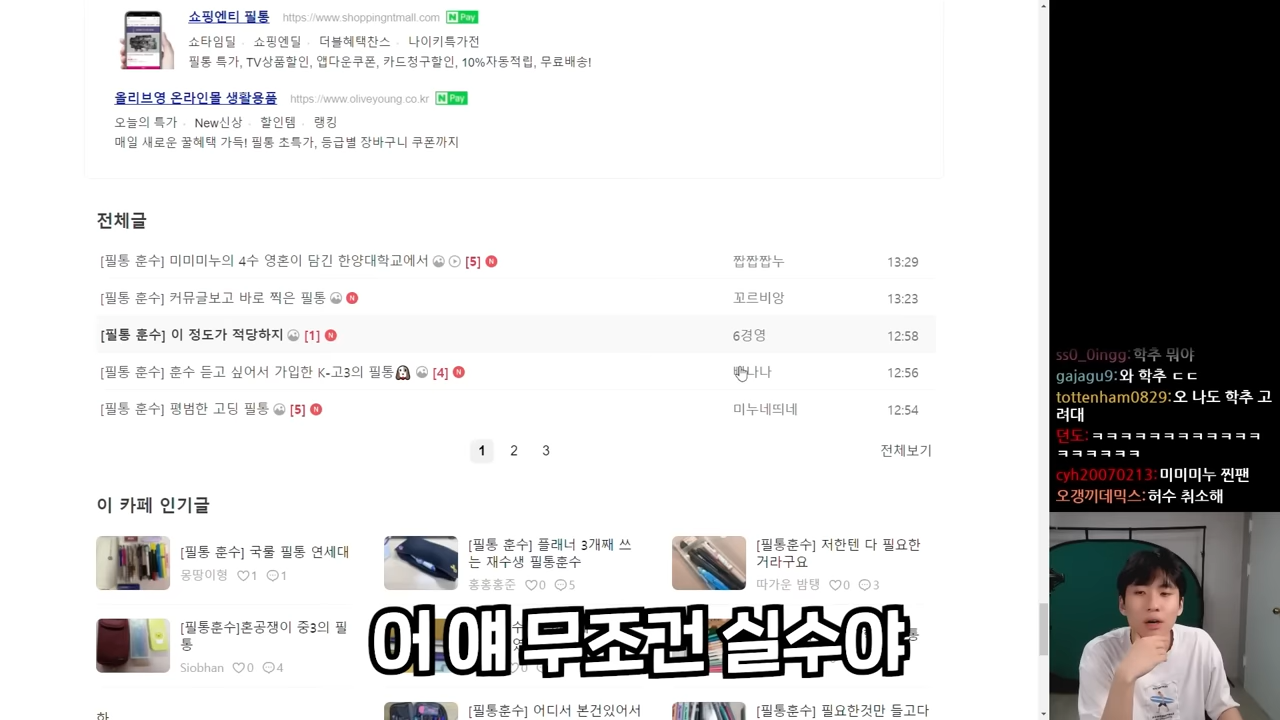 쇼핑엔티 필통 https://www.shoppingntmall.com N Pay
쇼타임딜 · 쇼핑엔딜 · 더블혜택찬스 · 나이키특가전
필통 특가, TV상품할인, 앱다운쿠폰, 카드청구할인, 10%자동적립, 무료배송!
올리브영 온라인몰 생활용품 https://www.oliveyoung.co.kr N Pay
오늘의 특가 · New신상 · 할인템 · 랭킹
매일 새로운 꿀혜택 가득! 필통 초특가, 등급별 장바구니 쿠폰까지
전체글
[필통 훈수] 미미미누의 4수 영혼이 담긴 한양대학교에서 [5] N 짭짭짭누 13:29
[필통 훈수] 커뮤글보고 바로 찍은 필통 N 꼬르비앙 13:23
[필통 훈수] 이 정도가 적당하지 [1] N 6경영 12:58
[필통 훈수] 훈수 듣고 싶어서 가입한 K-고3의 필통 [4] N 나나 12:56
[필통 훈수] 평범한 고딩 필통 [5] N 미누네띄네 12:54
1 2 3 전체보기
이 카페 인기글
[필통 훈수] 국룰 필통 연세대
몽땅이형 1 1
[필통 훈수] 플래너 3개째 쓰
는 재수생 필통훈수
홍홍홍준 0 5
[필통훈수] 저한텐 다 필요한
거라구요
따가운 밤탱 0 3
[필통훈수]혼공쟁이 중3의 필
통
Siobhan 0 4
[필통 훈수] 어디서 본건있어서
[필통 훈수] 필요한것만 들고다
어 얘 무조건 실수야
ss0_0ingg: 학추 뭐야
gajagu9: 와 학추 ㄷㄷ
tottenham0829: 오 나도 학추 고
려대
던도: ㅋㅋㅋㅋㅋㅋㅋㅋㅋㅋㅋㅋ
ㅋㅋㅋㅋㅋㅋ
cyh20070213: 미미미누 찐팬
오갱끼데믹스: 허수 취소해